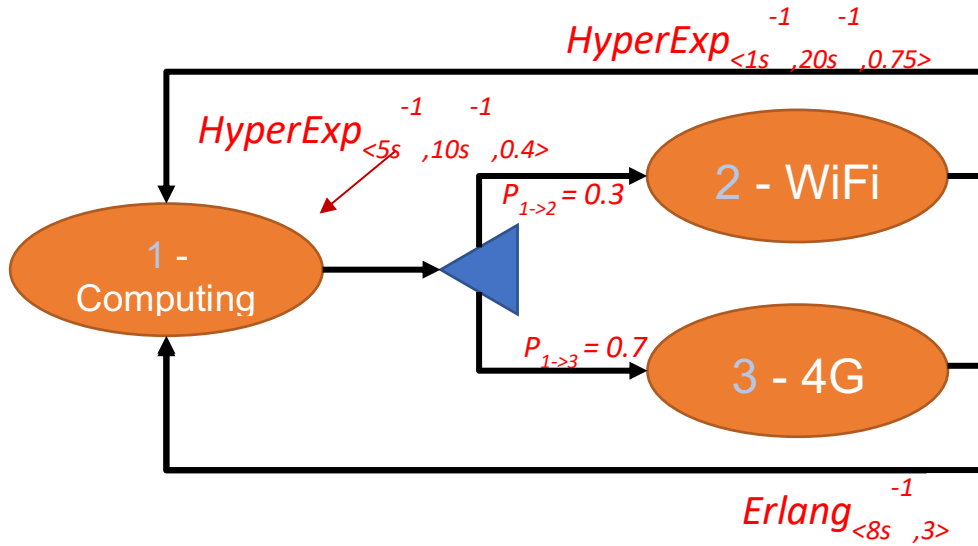 HyperExp<1s⁻¹,20s⁻¹,0.75>
HyperExp<5s⁻¹,10s⁻¹,0.4>
2 - WiFi
P1->2 = 0.3
1 -
Computing
P1->3 = 0.7
3 - 4G
Erlang<8s⁻¹,3>